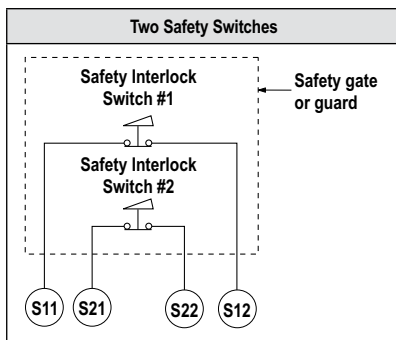 Two Safety Switches
Safety Interlock
Switch #1
Safety gate
or guard
Safety Interlock
Switch #2
S11 S21 S22 S12